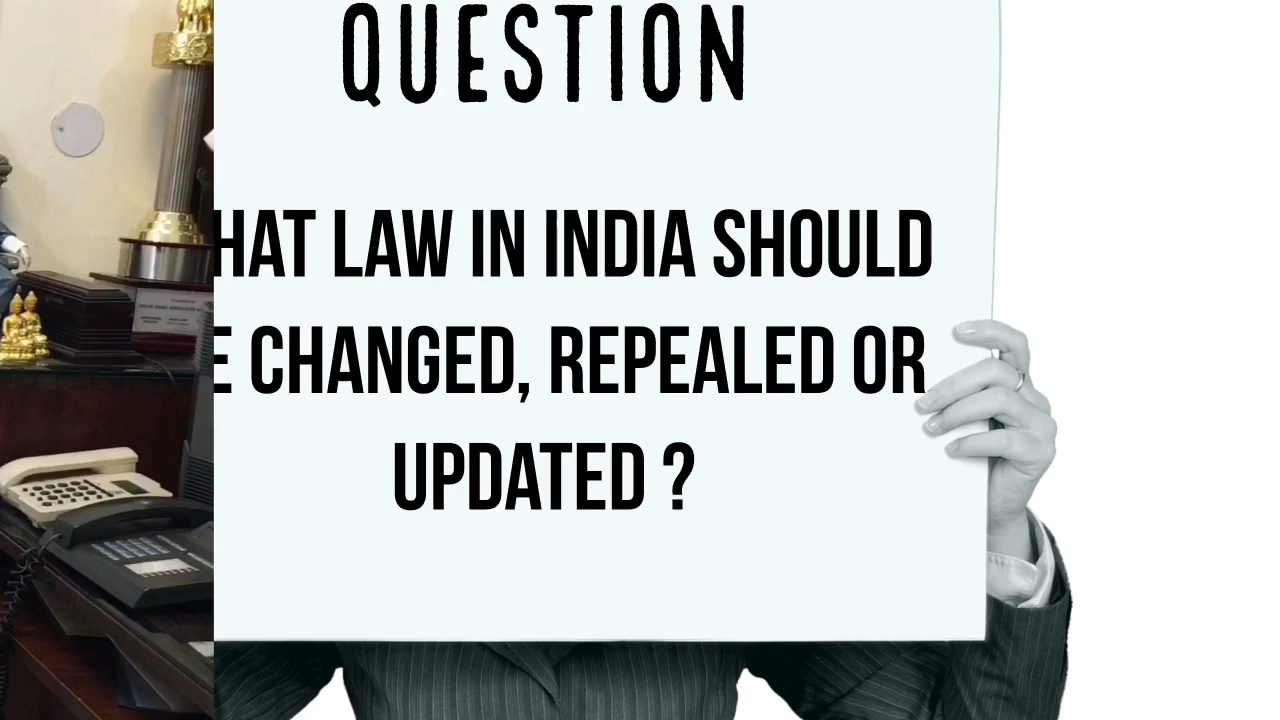 QUESTION
HAT LAW IN INDIA SHOULD
E CHANGED, REPEALED OR
UPDATED ?